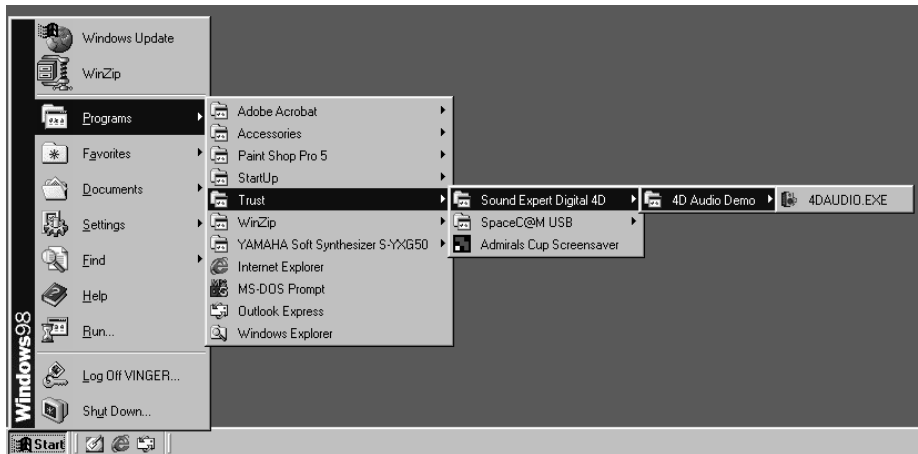 Windows Update
WinZip
Programs
Favorites
Documents
Settings
Find
Help
Run...
Log Off VINGER...
Shut Down...
Windows98
Adobe Acrobat
Accessories
Paint Shop Pro 5
StartUp
Trust
WinZip
YAMAHA Soft Synthesizer S-YXG50
Internet Explorer
MS-DOS Prompt
Outlook Express
Windows Explorer
Sound Expert Digital 4D
SpaceC@M USB
Admirals Cup Screensaver
4D Audio Demo
4DAUDIO.EXE
Start